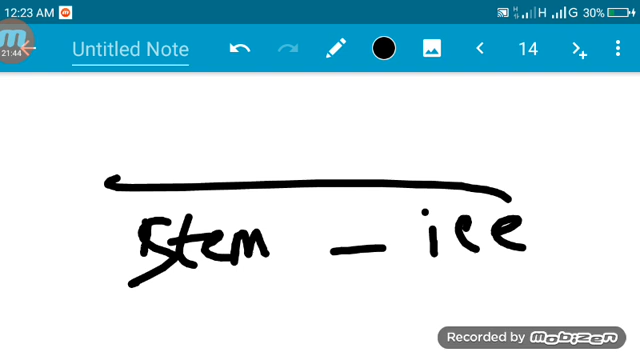 12:23 AM H H G 30%
21:44 Untitled Note 14
stem - ice
Recorded by mobizen